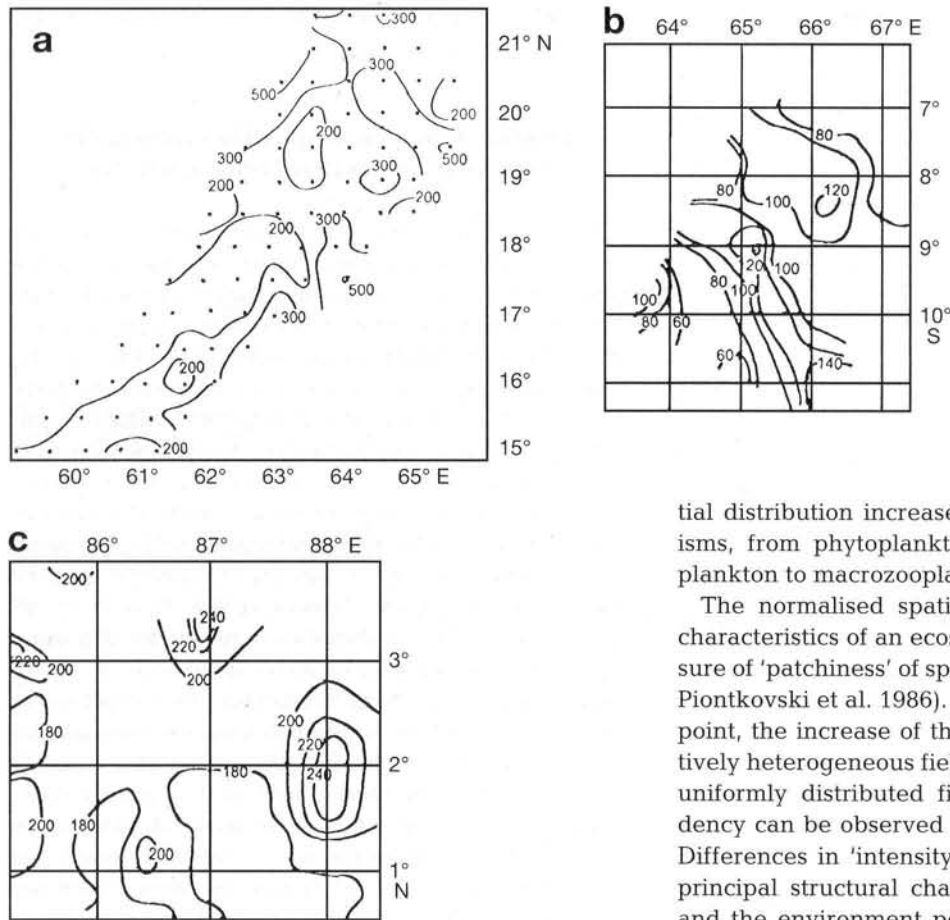 a
300
300
21° N
500
300
200
20°
200
300
500
300
19°
200
200
200
300
18°
500
17°
300
200
16°
200
15°
60° 61° 62° 63° 64° 65° E
b
64° 65° 66° 67° E
7°
80
8°
120
80
100
9°
20
100
80
100
100
10°
80
60
S
60
140
c
86° 87° 88° E
200
240
220
220
200
3°
200
200
180
220
180
2°
240
200
180
200
1°
N
tial distribution increase
isms, from phytoplankt
plankton to macrozoopla
The normalised spati
characteristics of an ecos
sure of 'patchiness' of sp
Piontkovski et al. 1986).
point, the increase of th
tively heterogeneous fiel
uniformly distributed fi
dency can be observed
Differences in 'intensity
principal structural cha